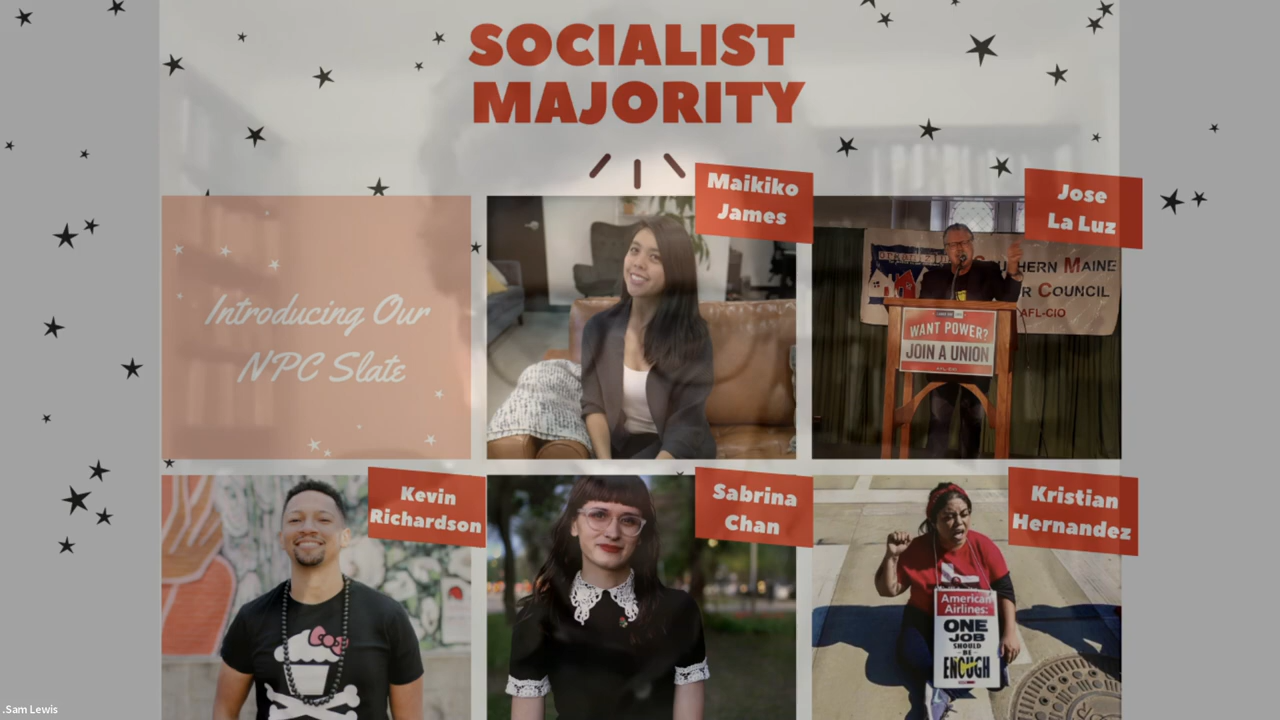 SOCIALIST
MAJORITY
Maikiko
James
Jose
La Luz
Introducing Our
NPC Slate
HERN MAINE
R COUNCIL
AFL-CIO
WANT POWER?
JOIN A UNION
Kevin
Richardson
Sabrina
Chan
Kristian
Hernandez
American
Airlines:
ONE
JOB
SHOULD
BE
ENOUGH
.Sam Lewis